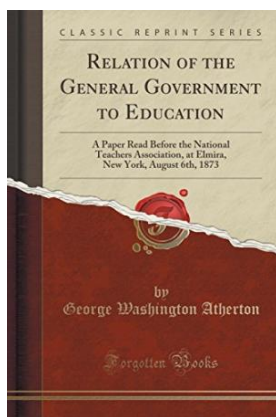 CLASSIC REPRINT SERIES
RELATION OF THE
GENERAL GOVERNMENT
TO EDUCATION
A Paper Read Before the National
Teachers Association, at Elmira,
New York, August 6th, 1873
by
George Washington Atherton
Forgotten Books